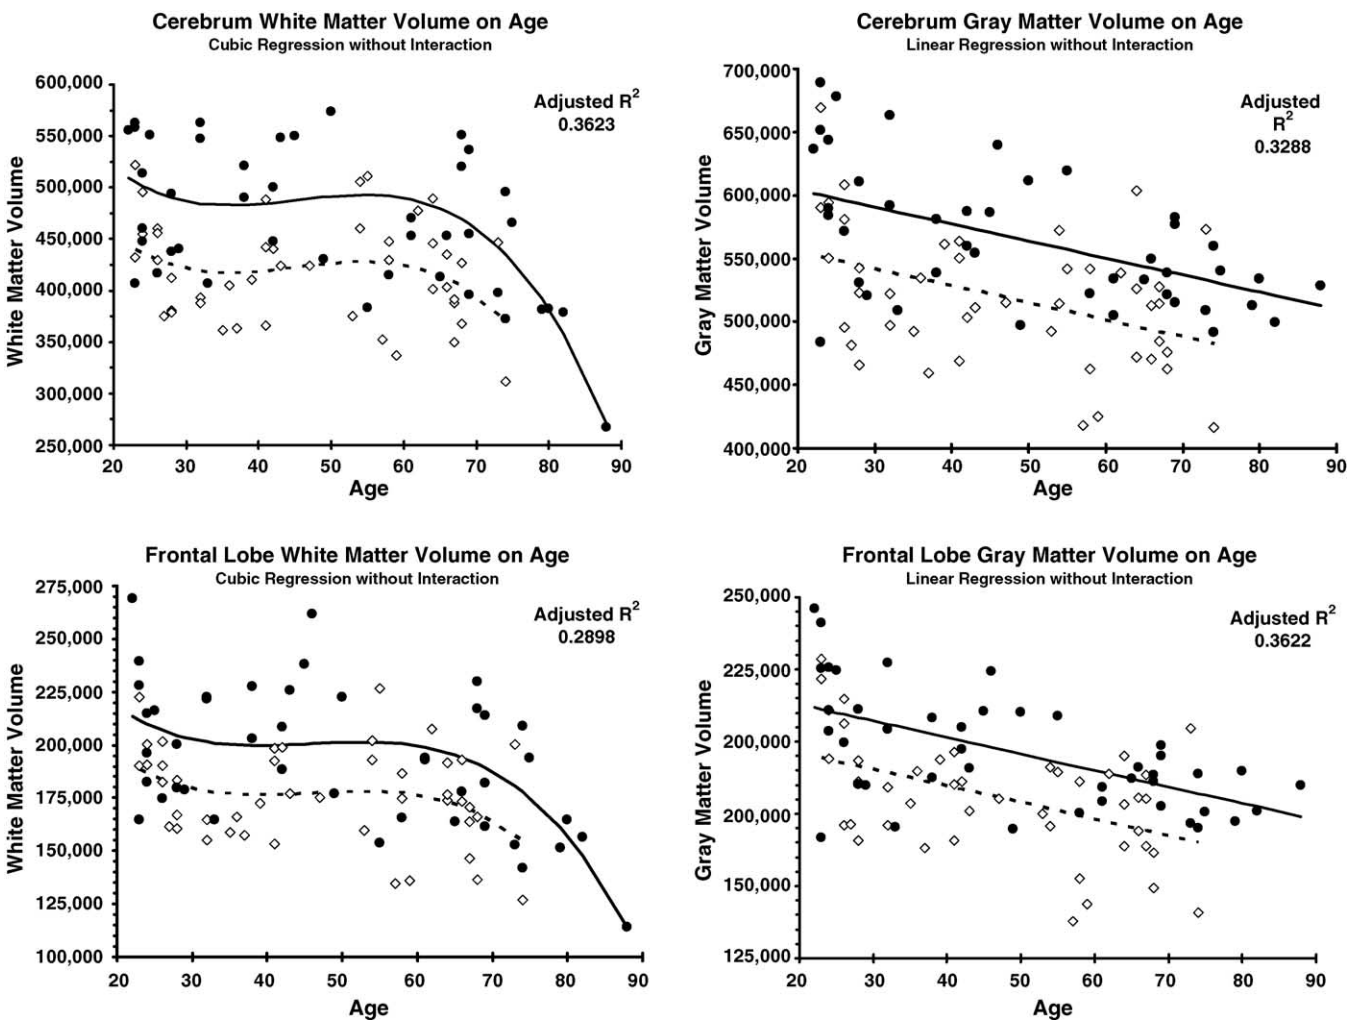 Cerebrum White Matter Volume on Age
Cubic Regression without Interaction
600,000
550,000
500,000
450,000
400,000
350,000
300,000
250,000
White Matter Volume
Adjusted R2
0.3623
20 30 40 50 60 70 80 90
Age
Cerebrum Gray Matter Volume on Age
Linear Regression without Interaction
700,000
650,000
600,000
550,000
500,000
450,000
400,000
Gray Matter Volume
Adjusted
R2
0.3288
20 30 40 50 60 70 80 90
Age
Frontal Lobe White Matter Volume on Age
Cubic Regression without Interaction
275,000
250,000
225,000
200,000
175,000
150,000
125,000
100,000
White Matter Volume
Adjusted R2
0.2898
20 30 40 50 60 70 80 90
Age
Frontal Lobe Gray Matter Volume on Age
Linear Regression without Interaction
250,000
225,000
200,000
200,000
150,000
125,000
Gray Matter Volume
Adjusted R2
0.3622
20 30 40 50 60 70 80 90
Age